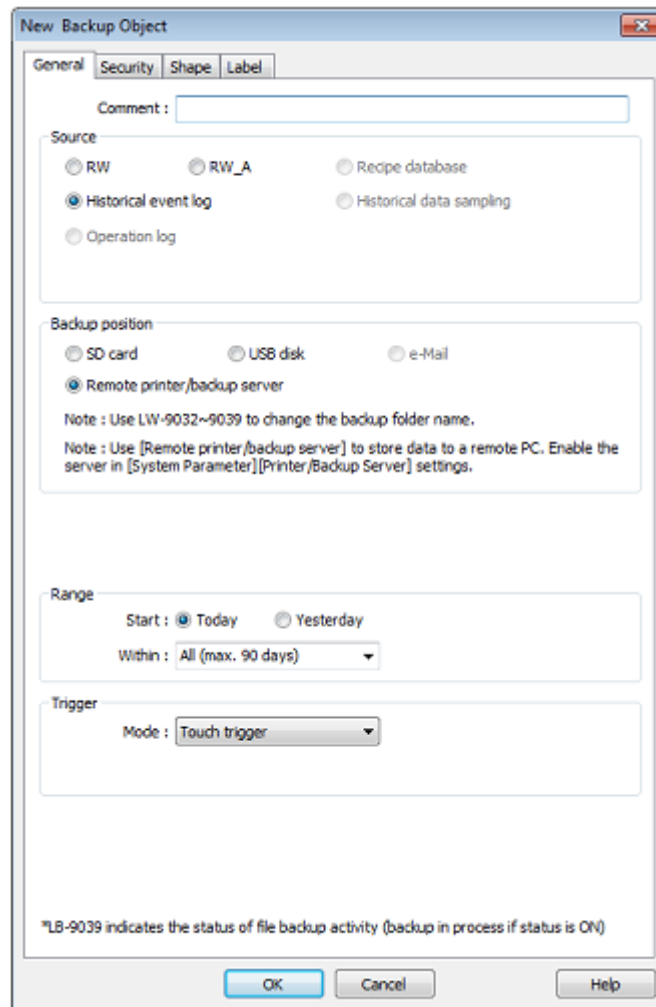 New Backup Object
General Security Shape Label
Comment :
Source
RW RW_A Recipe database
Historical event log Historical data sampling
Operation log
Backup position
SD card USB disk e-Mail
Remote printer/backup server
Note : Use LW-9032~9039 to change the backup folder name.
Note : Use [Remote printer/backup server] to store data to a remote PC. Enable the
server in [System Parameter][Printer/Backup Server] settings.
Range
Start : Today Yesterday
Within : All (max. 90 days)
Trigger
Mode : Touch trigger
*LB-9039 indicates the status of file backup activity (backup in process if status is ON)
OK Cancel Help